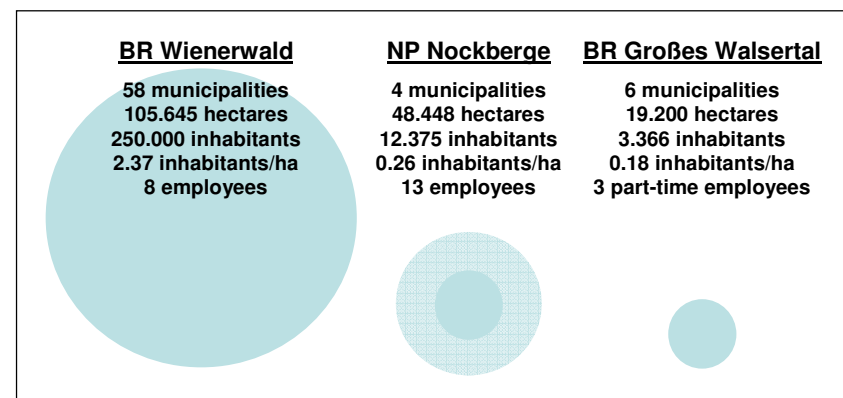 BR Wienerwald
58 municipalities
105.645 hectares
250.000 inhabitants
2.37 inhabitants/ha
8 employees
NP Nockberge
4 municipalities
48.448 hectares
12.375 inhabitants
0.26 inhabitants/ha
13 employees
BR Großes Walsertal
6 municipalities
19.200 hectares
3.366 inhabitants
0.18 inhabitants/ha
3 part-time employees